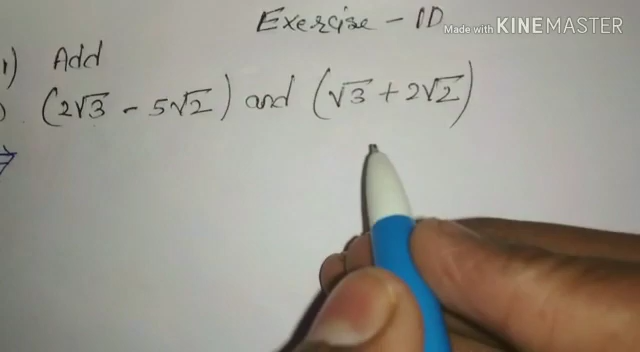 Exercise - 1D
Made with KINEMASTER
1) Add
(2√3 - 5√2) and (√3 + 2√2)